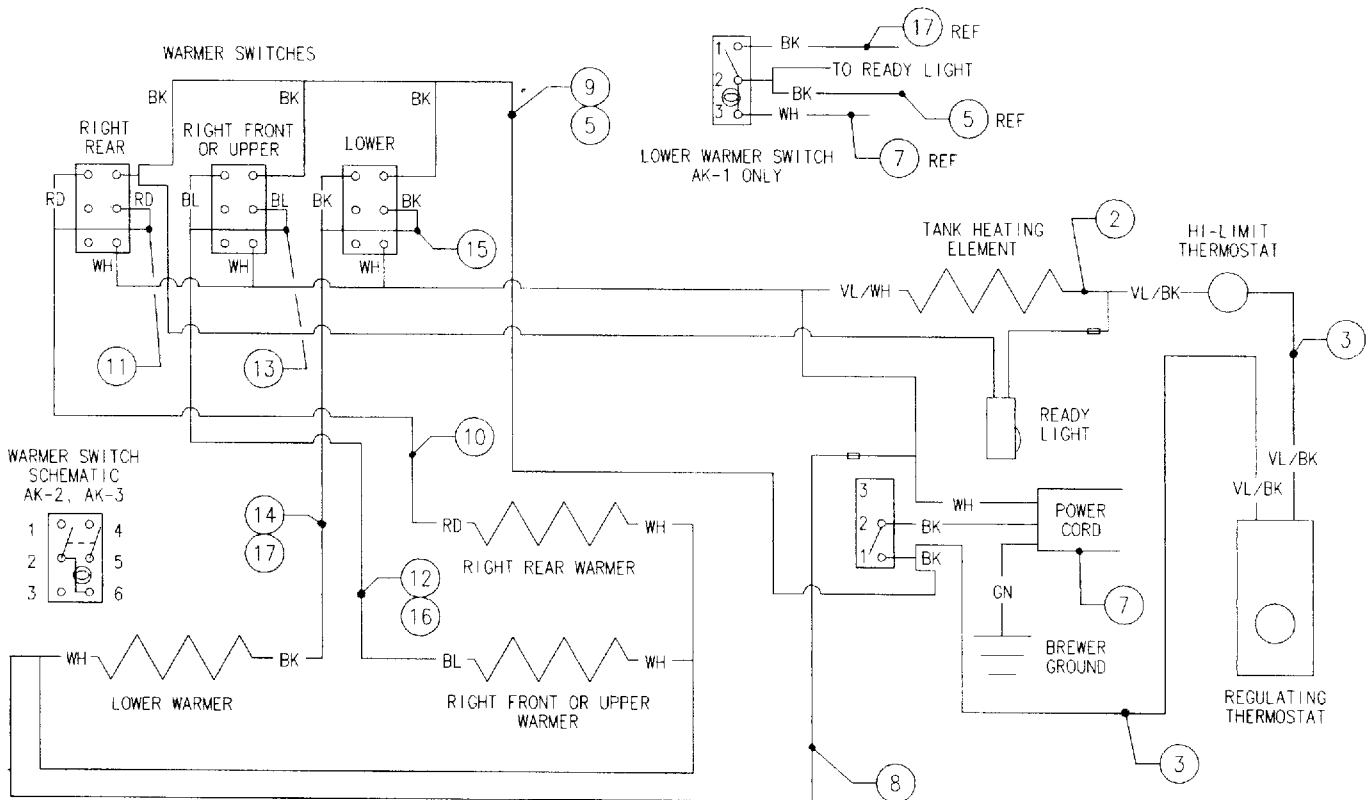 WARMER SWITCHES
BK
BK
BK
RIGHT
REAR
RIGHT FRONT
OR UPPER
LOWER
RD
RD
BL
BL
BK
BK
WH
WH
WH
9
5
15
11
13
1
2
3
BK
17 REF
TO READY LIGHT
BK
5 REF
WH
7 REF
LOWER WARMER SWITCH
AK-1 ONLY
TANK HEATING
ELEMENT
2
HI-LIMIT
THERMOSTAT
VL/WH
VL/BK
3
READY
LIGHT
VL/BK
VL/BK
10
WARMER SWITCH
SCHEMATIC
AK-2, AK-3
1
4
2
5
3
6
14
17
RD
WH
RIGHT REAR WARMER
12
16
3
2
1
WH
BK
BK
POWER
CORD
GN
7
BREWER
GROUND
WH
BK
LOWER WARMER
BL
WH
RIGHT FRONT OR UPPER
WARMER
REGULATING
THERMOSTAT
3
8